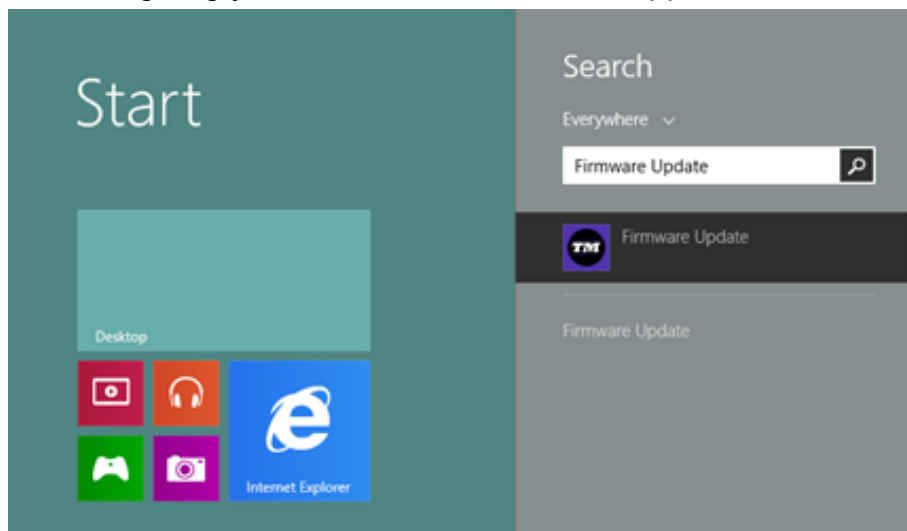 Start
Desktop
Internet Explorer
Search
Everywhere
Firmware Update
TM Firmware Update
Firmware Update